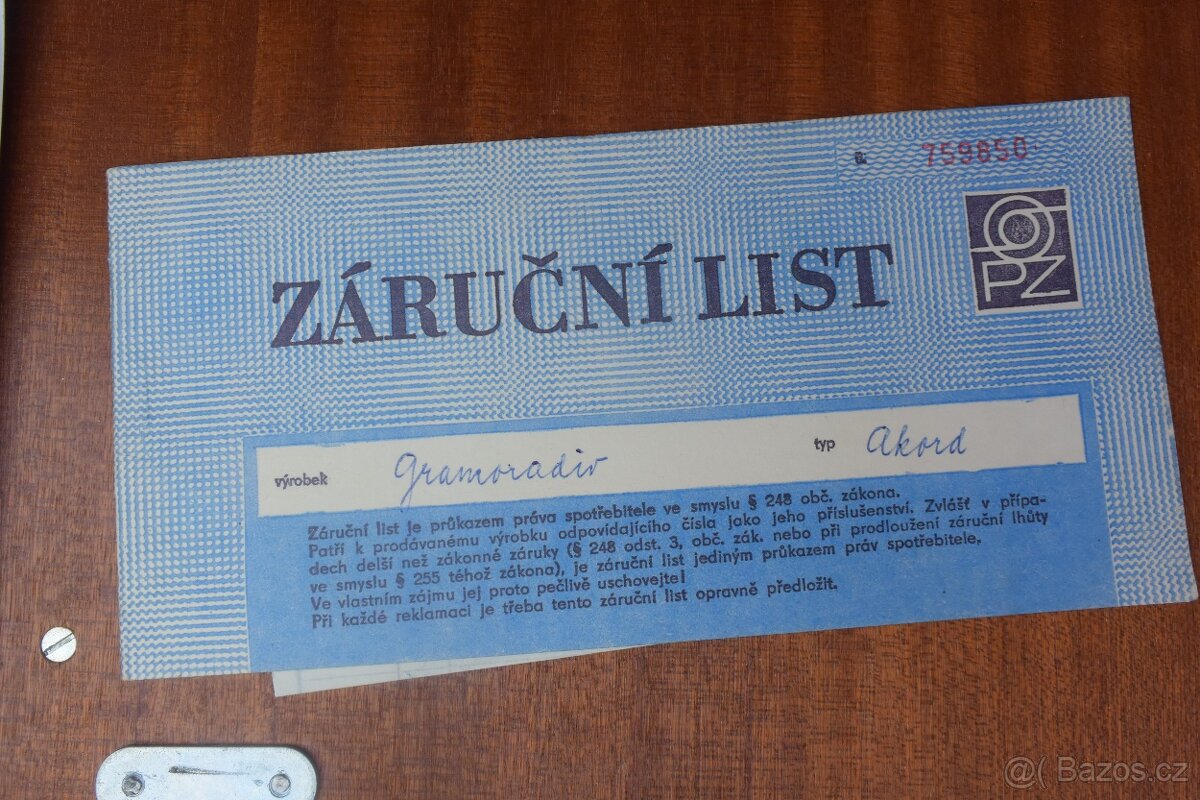 č. 759650
ZÁRUČNÍ LIST
výrobek Gramoradio typ Akord
Záruční list je průkazem práva spotřebitele ve smyslu § 248 obč. zákona.
Patří k prodávanému výrobku odpovídajícího čísla jako jeho příslušenství. Zvlášť v přípa-
dech delší než zákonné záruky (§ 248 odst. 3, obč. zák. nebo při prodloužení záruční lhůty
ve smyslu § 255 téhož zákona), je záruční list jediným průkazem práv spotřebitele.
Ve vlastním zájmu jej proto pečlivě uschovejte!
Při každé reklamaci je třeba tento záruční list opravně předložit.
@( Bazos.cz